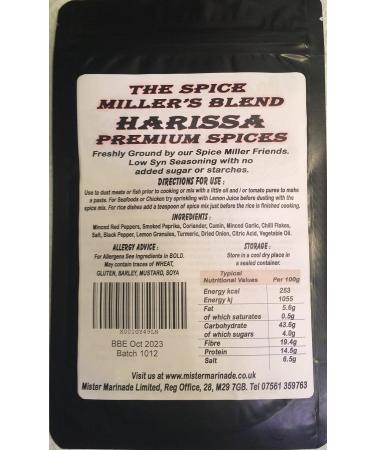 THE SPICE
MILLER'S BLEND
HARISSA
PREMIUM SPICES
Freshly Ground by our Spice Miller Friends.
Low Syn Seasoning with no
added sugar or starches.
DIRECTIONS FOR USE :
Use to dust meats or fish prior to cooking or mix with a little oil and / or tomato puree to make
a paste. For Seafoods or Chicken try sprinkling with Lemon Juice before dusting with the
spice mix. For rice dishes add a teaspoon of spice mix just before the rice is finished cooking.
INGREDIENTS :
Minced Red Peppers, Smoked Paprika, Coriander, Cumin, Minced Garlic, Chilli Flakes,
Salt, Black Pepper, Lemon Granules, Turmeric, Dried Onion, Citric Acid, Vegetable Oil.
ALLERGY ADVICE :
For Allergens See Ingredients in BOLD.
May contain traces of WHEAT,
GLUTEN, BARLEY, MUSTARD, SOYA
STORAGE :
Store in a cool dry place in
a sealed container.
Typical
Nutritional Values Per 100g
Energy kcal 253
Energy kj 1055
Fat 5.6g
of which saturates 0.5g
Carbohydrate 43.6g
of which sugars 4.0g
Fibre 19.4g
Protein 14.5g
Salt 6.5g
BBE Oct 2023
Batch 1012
Visit us at www.mistermarinade.co.uk
Mister Marinade Limited, Reg Office, 28, M29 7GB. Tel 07561 359763